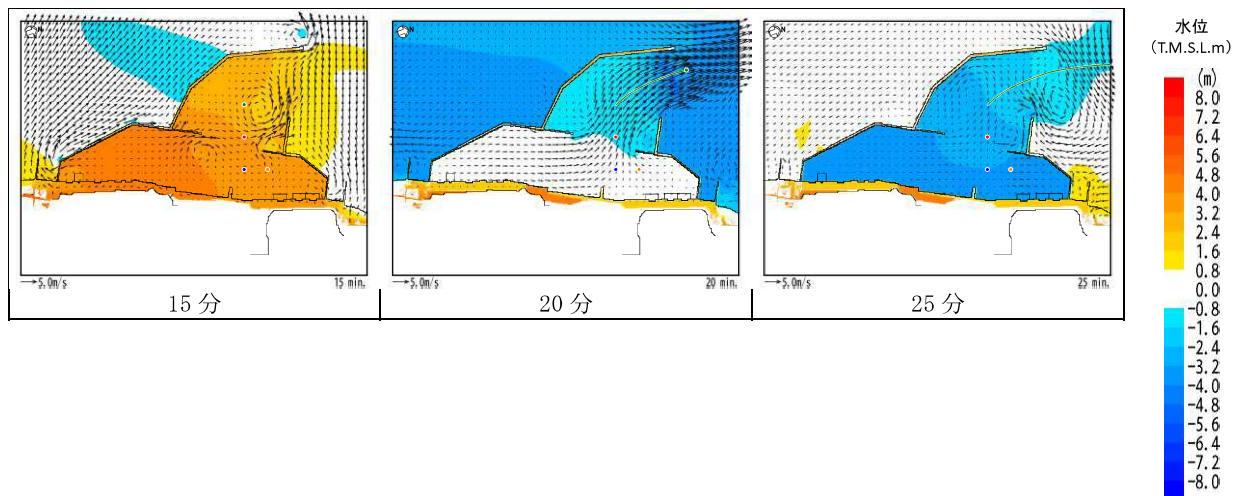 N
5.0m/s 15 min.
15 分
N
5.0m/s 20 min.
20 分
N
5.0m/s 25 min.
25 分
水位
(T.M.S.L.m)
(m)
8.0
7.2
6.4
5.6
4.8
4.0
3.2
2.4
1.6
0.8
0.0
-0.8
-1.6
-2.4
-3.2
-4.0
-4.8
-5.6
-6.4
-7.2
-8.0